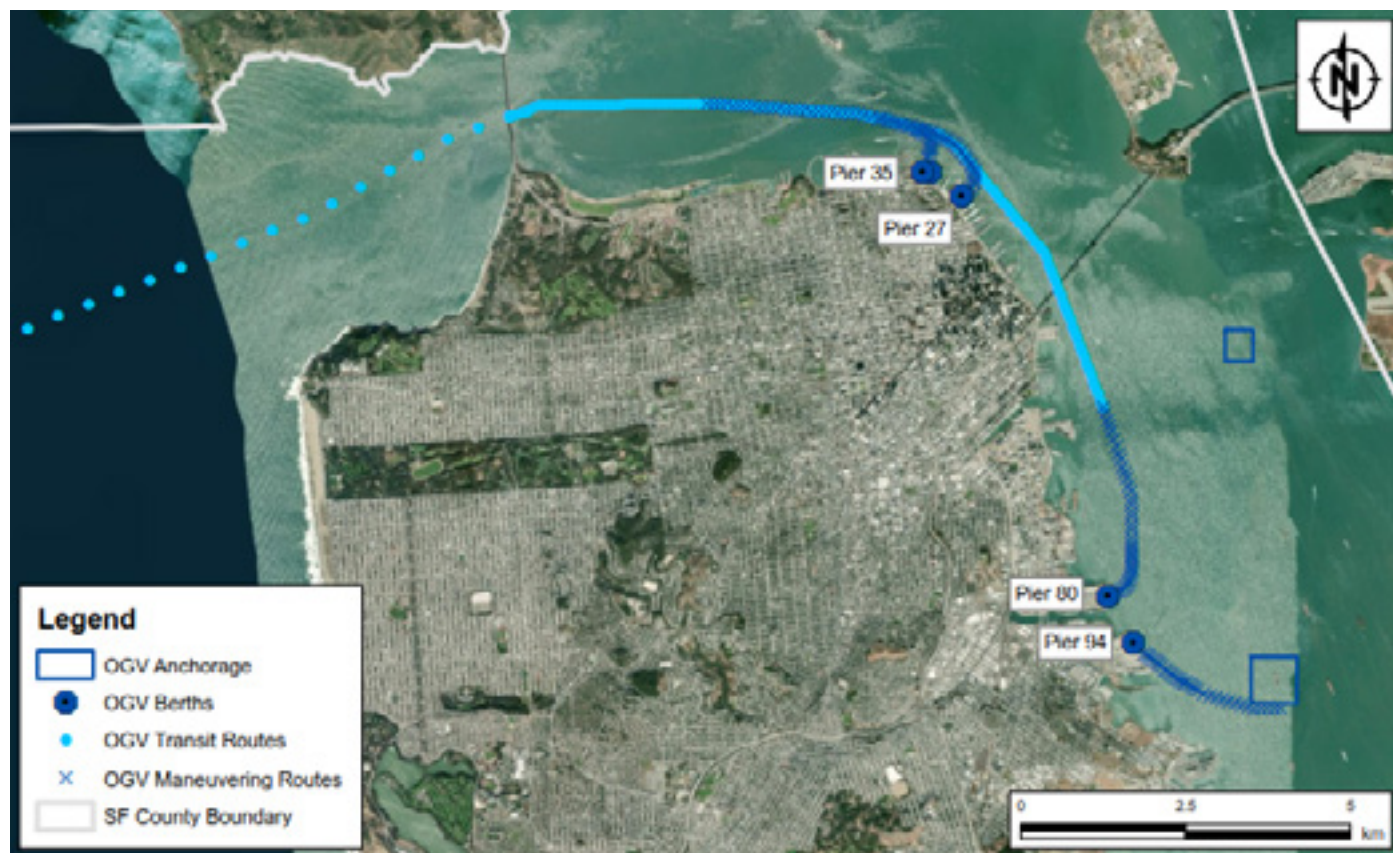 N
Pier 35
Pier 27
Pier 80
Pier 94
Legend
OGV Anchorage
OGV Berths
OGV Transit Routes
OGV Maneuvering Routes
SF County Boundary
0 2.5 5
km